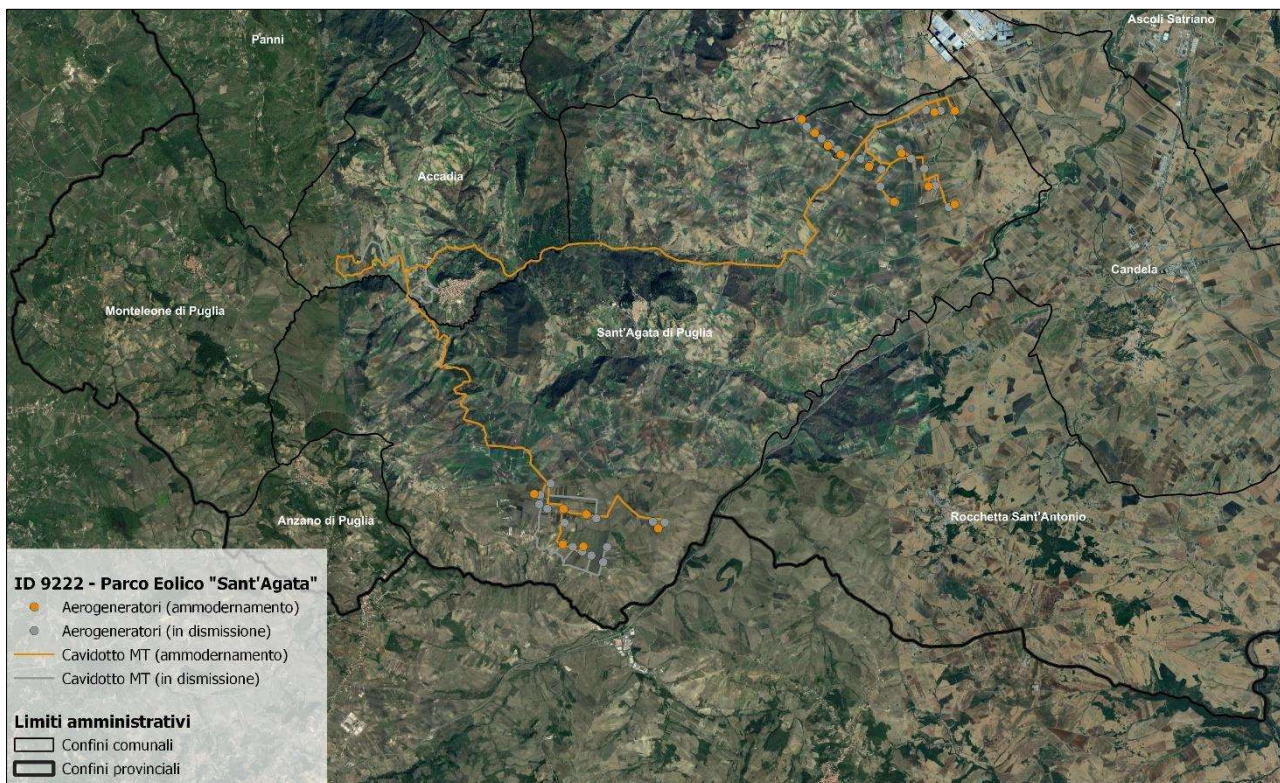 Ascoli Satriano
Panni
Accadia
Candela
Monteleone di Puglia
Sant'Agata di Puglia
Anzano di Puglia
Rocchetta Sant'Antonio
ID 9222 - Parco Eolico "Sant'Agata"
Aerogeneratori (ammodernamento)
Aerogeneratori (in dismissione)
Cavidotto MT (ammodernamento)
Cavidotto MT (in dismissione)
Limiti amministrativi
Confini comunali
Confini provinciali